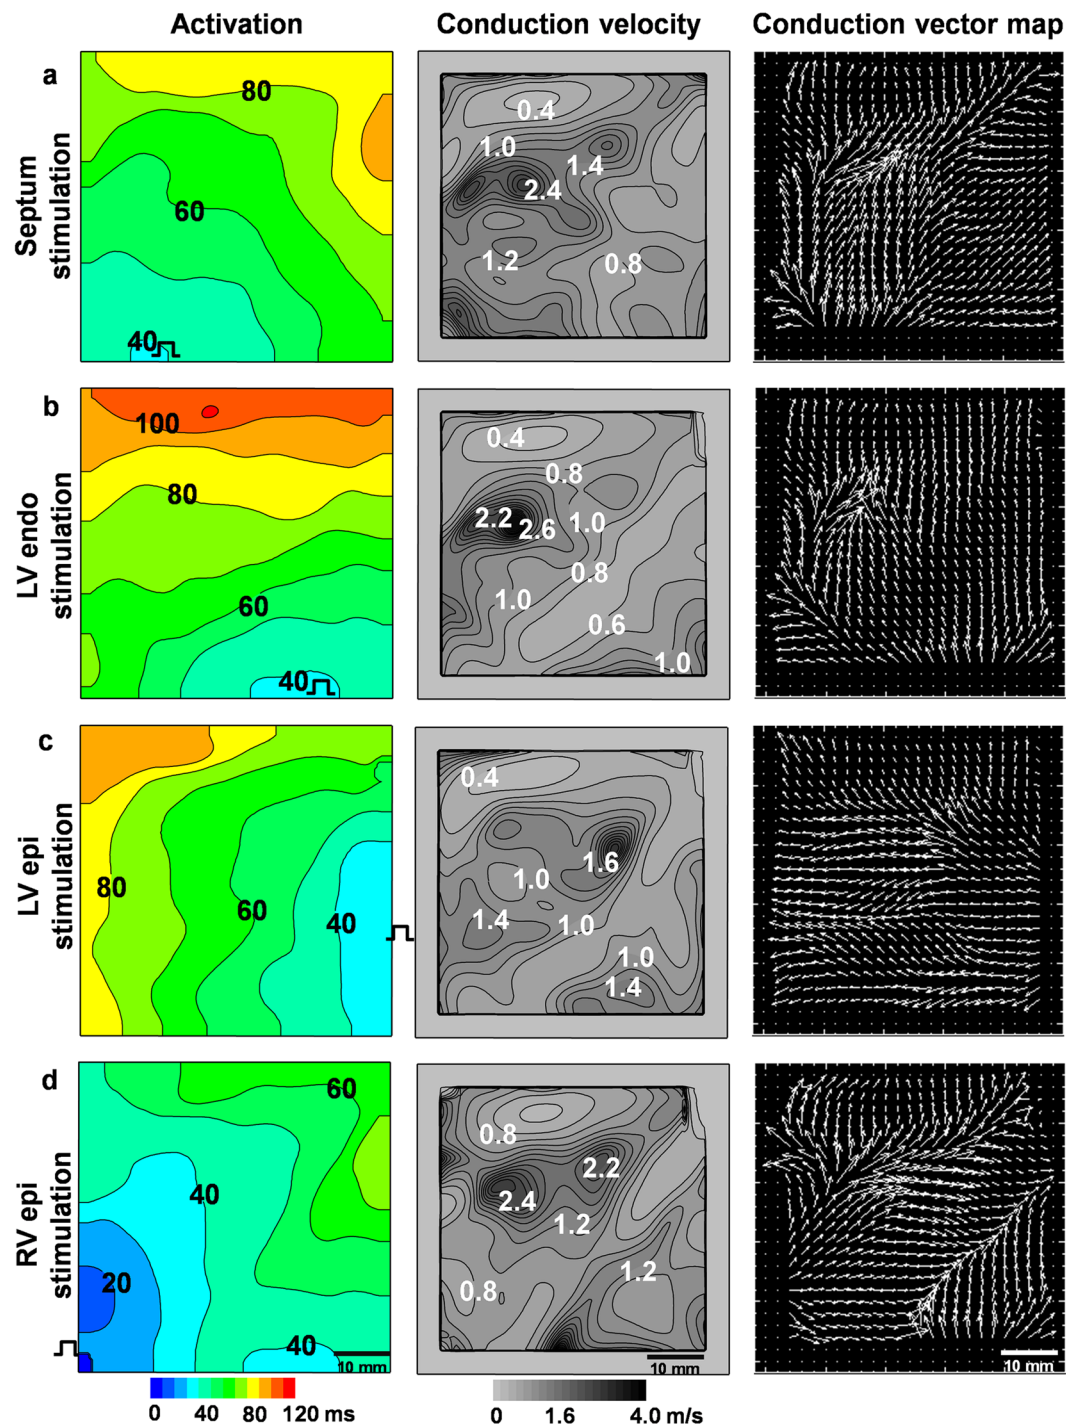 Activation Conduction velocity Conduction vector map
a
Septum
stimulation
80
60
40
0.4
1.0
1.4
2.4
1.2
0.8
b
LV endo
stimulation
100
80
60
40
0.4
0.8
2.2
2.6
1.0
0.8
1.0
0.6
1.0
c
LV epi
stimulation
80
60
40
0.4
1.6
1.0
1.4
1.0
1.0
1.4
d
RV epi
stimulation
60
40
20
40
10 mm
0.8
2.2
2.4
1.2
1.2
0.8
10 mm
10 mm
0 40 80 120 ms
0 1.6 4.0 m/s